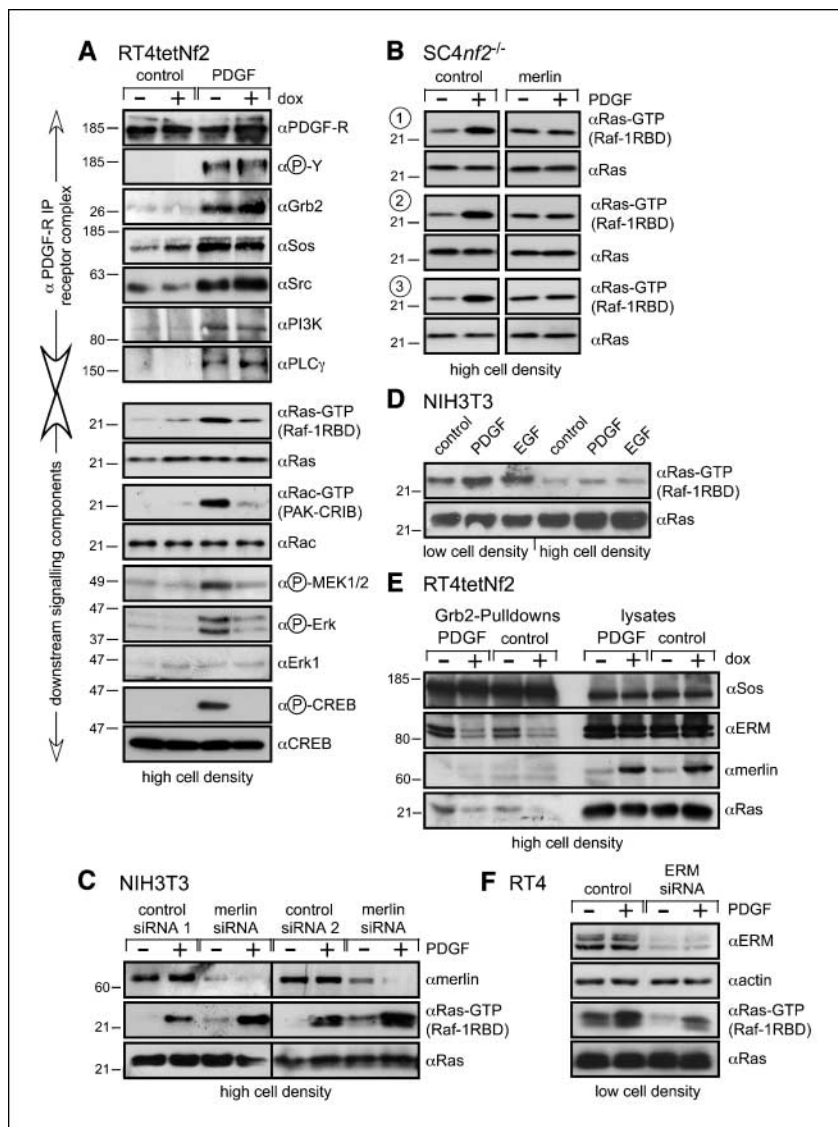 A RT4tetNf2
control PDGF
− + − + dox
α PDGF-R IP
receptor complex
185 αPDGF-R
185 αⓅ-Y
26 αGrb2
185 αSos
63 αSrc
80 αPI3K
150 αPLCγ
downstream signalling components
21 αRas-GTP
(Raf-1RBD)
21 αRas
21 αRac-GTP
(PAK-CRIB)
21 αRac
49 αⓅ-MEK1/2
47
37 αⓅ-Erk
47 αErk1
47 αⓅ-CREB
47 αCREB
high cell density
B SC4nf2-/-
control merlin
− + − + PDGF
① 21 αRas-GTP
(Raf-1RBD)
21 αRas
② 21 αRas-GTP
(Raf-1RBD)
21 αRas
③ 21 αRas-GTP
(Raf-1RBD)
21 αRas
high cell density
D NIH3T3
control PDGF EGF control PDGF EGF
21 αRas-GTP
(Raf-1RBD)
21 αRas
low cell density high cell density
E RT4tetNf2
Grb2-Pulldowns lysates
PDGF control PDGF control
− + − + − + − + dox
185 αSos
80 αERM
60 αmerlin
21 αRas
high cell density
C NIH3T3
control siRNA 1 merlin siRNA control siRNA 2 merlin siRNA
− + − + − + − + PDGF
60 αmerlin
21 αRas-GTP
(Raf-1RBD)
21 αRas
high cell density
F RT4
control ERM siRNA
− + − + PDGF
αERM
αactin
αRas-GTP
(Raf-1RBD)
αRas
low cell density